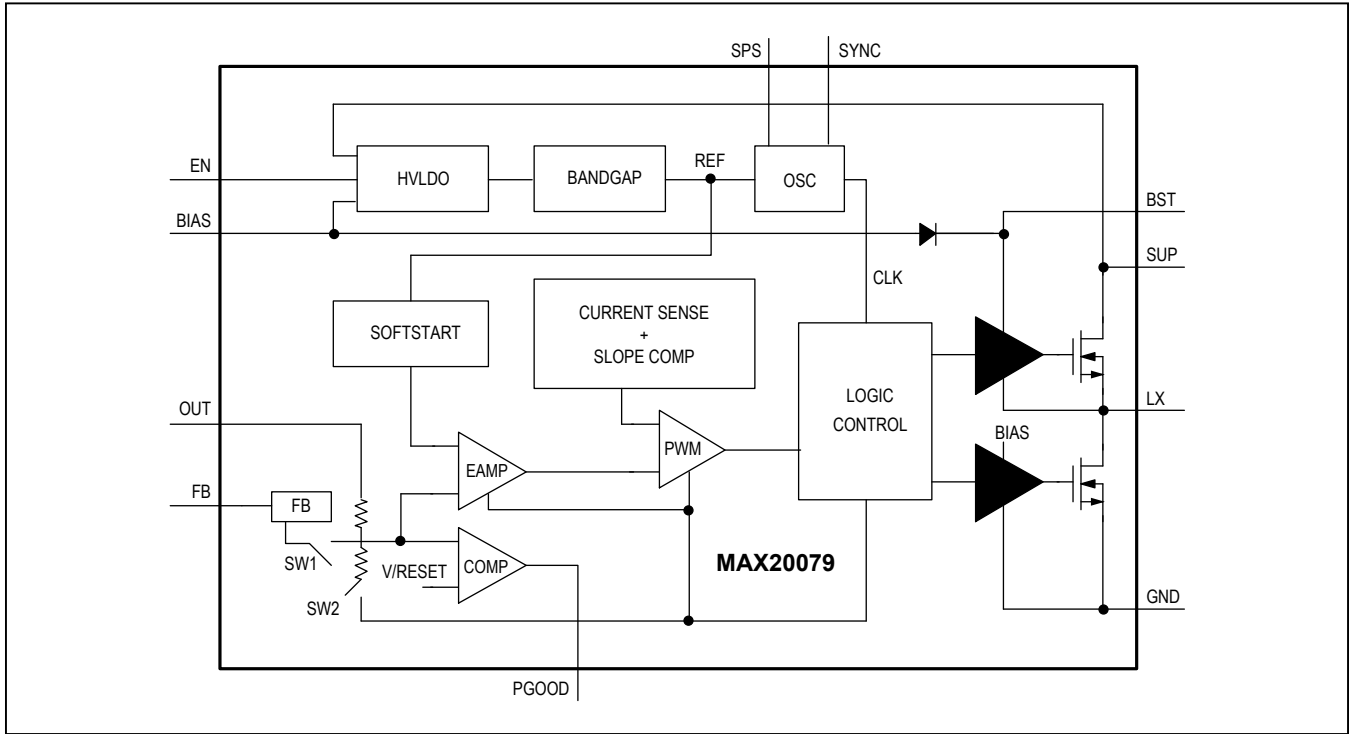 SPS
SYNC
EN
HVLDO
BANDGAP
REF
OSC
BIAS
BST
SUP
CLK
SOFTSTART
CURRENT SENSE
+
SLOPE COMP
LOGIC
CONTROL
OUT
LX
BIAS
EAMP
PWM
FB
FB
SW1
V/RESET
COMP
MAX20079
SW2
GND
PGOOD